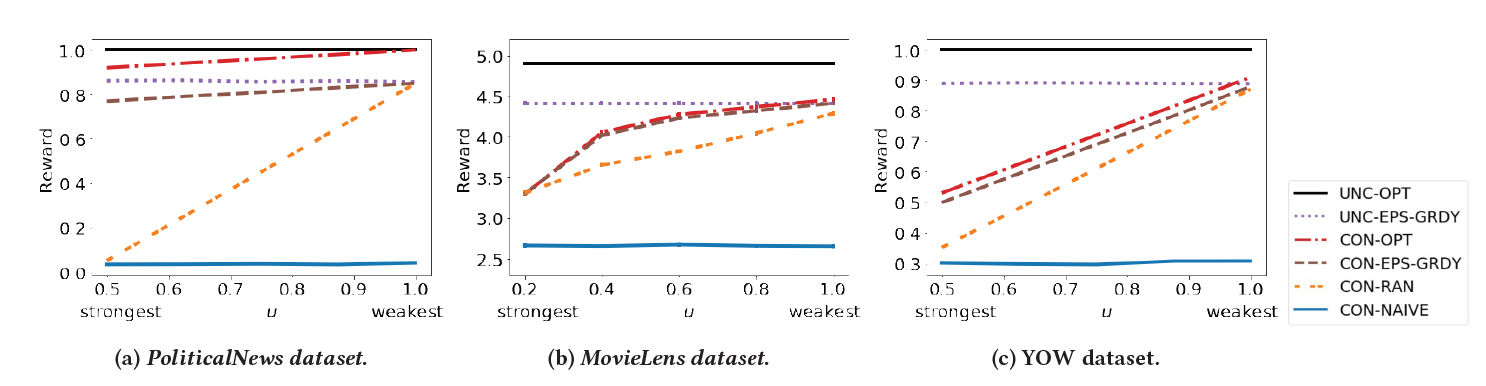 Reward
1.0
0.8
0.6
0.4
0.2
0.0
0.5 0.6 0.7 0.8 0.9 1.0
strongest u weakest
(a) PoliticalNews dataset.
Reward
5.0
4.5
4.0
3.5
3.0
2.5
0.2 0.4 0.6 0.8 1.0
strongest u weakest
(b) MovieLens dataset.
Reward
1.0
0.9
0.8
0.7
0.6
0.5
0.4
0.3
0.5 0.6 0.7 0.8 0.9 1.0
strongest u weakest
(c) YOW dataset.
UNC-OPT
UNC-EPS-GRDY
CON-OPT
CON-EPS-GRDY
CON-RAN
CON-NAIVE